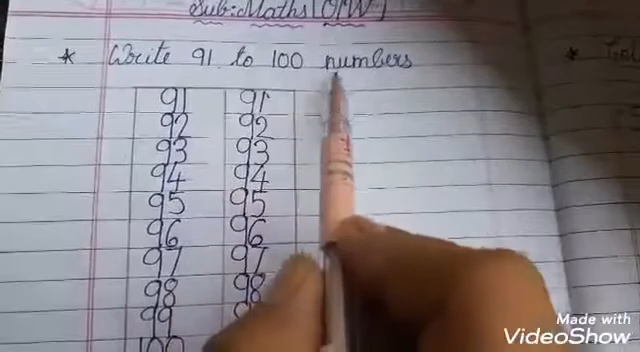 Sub:-Maths (C/W)
* Write 91 to 100 numbers
*
91 91
92 92
93 93
94 94
95 95
96 96
97 97
98 98
99
100
Made with
VideoShow